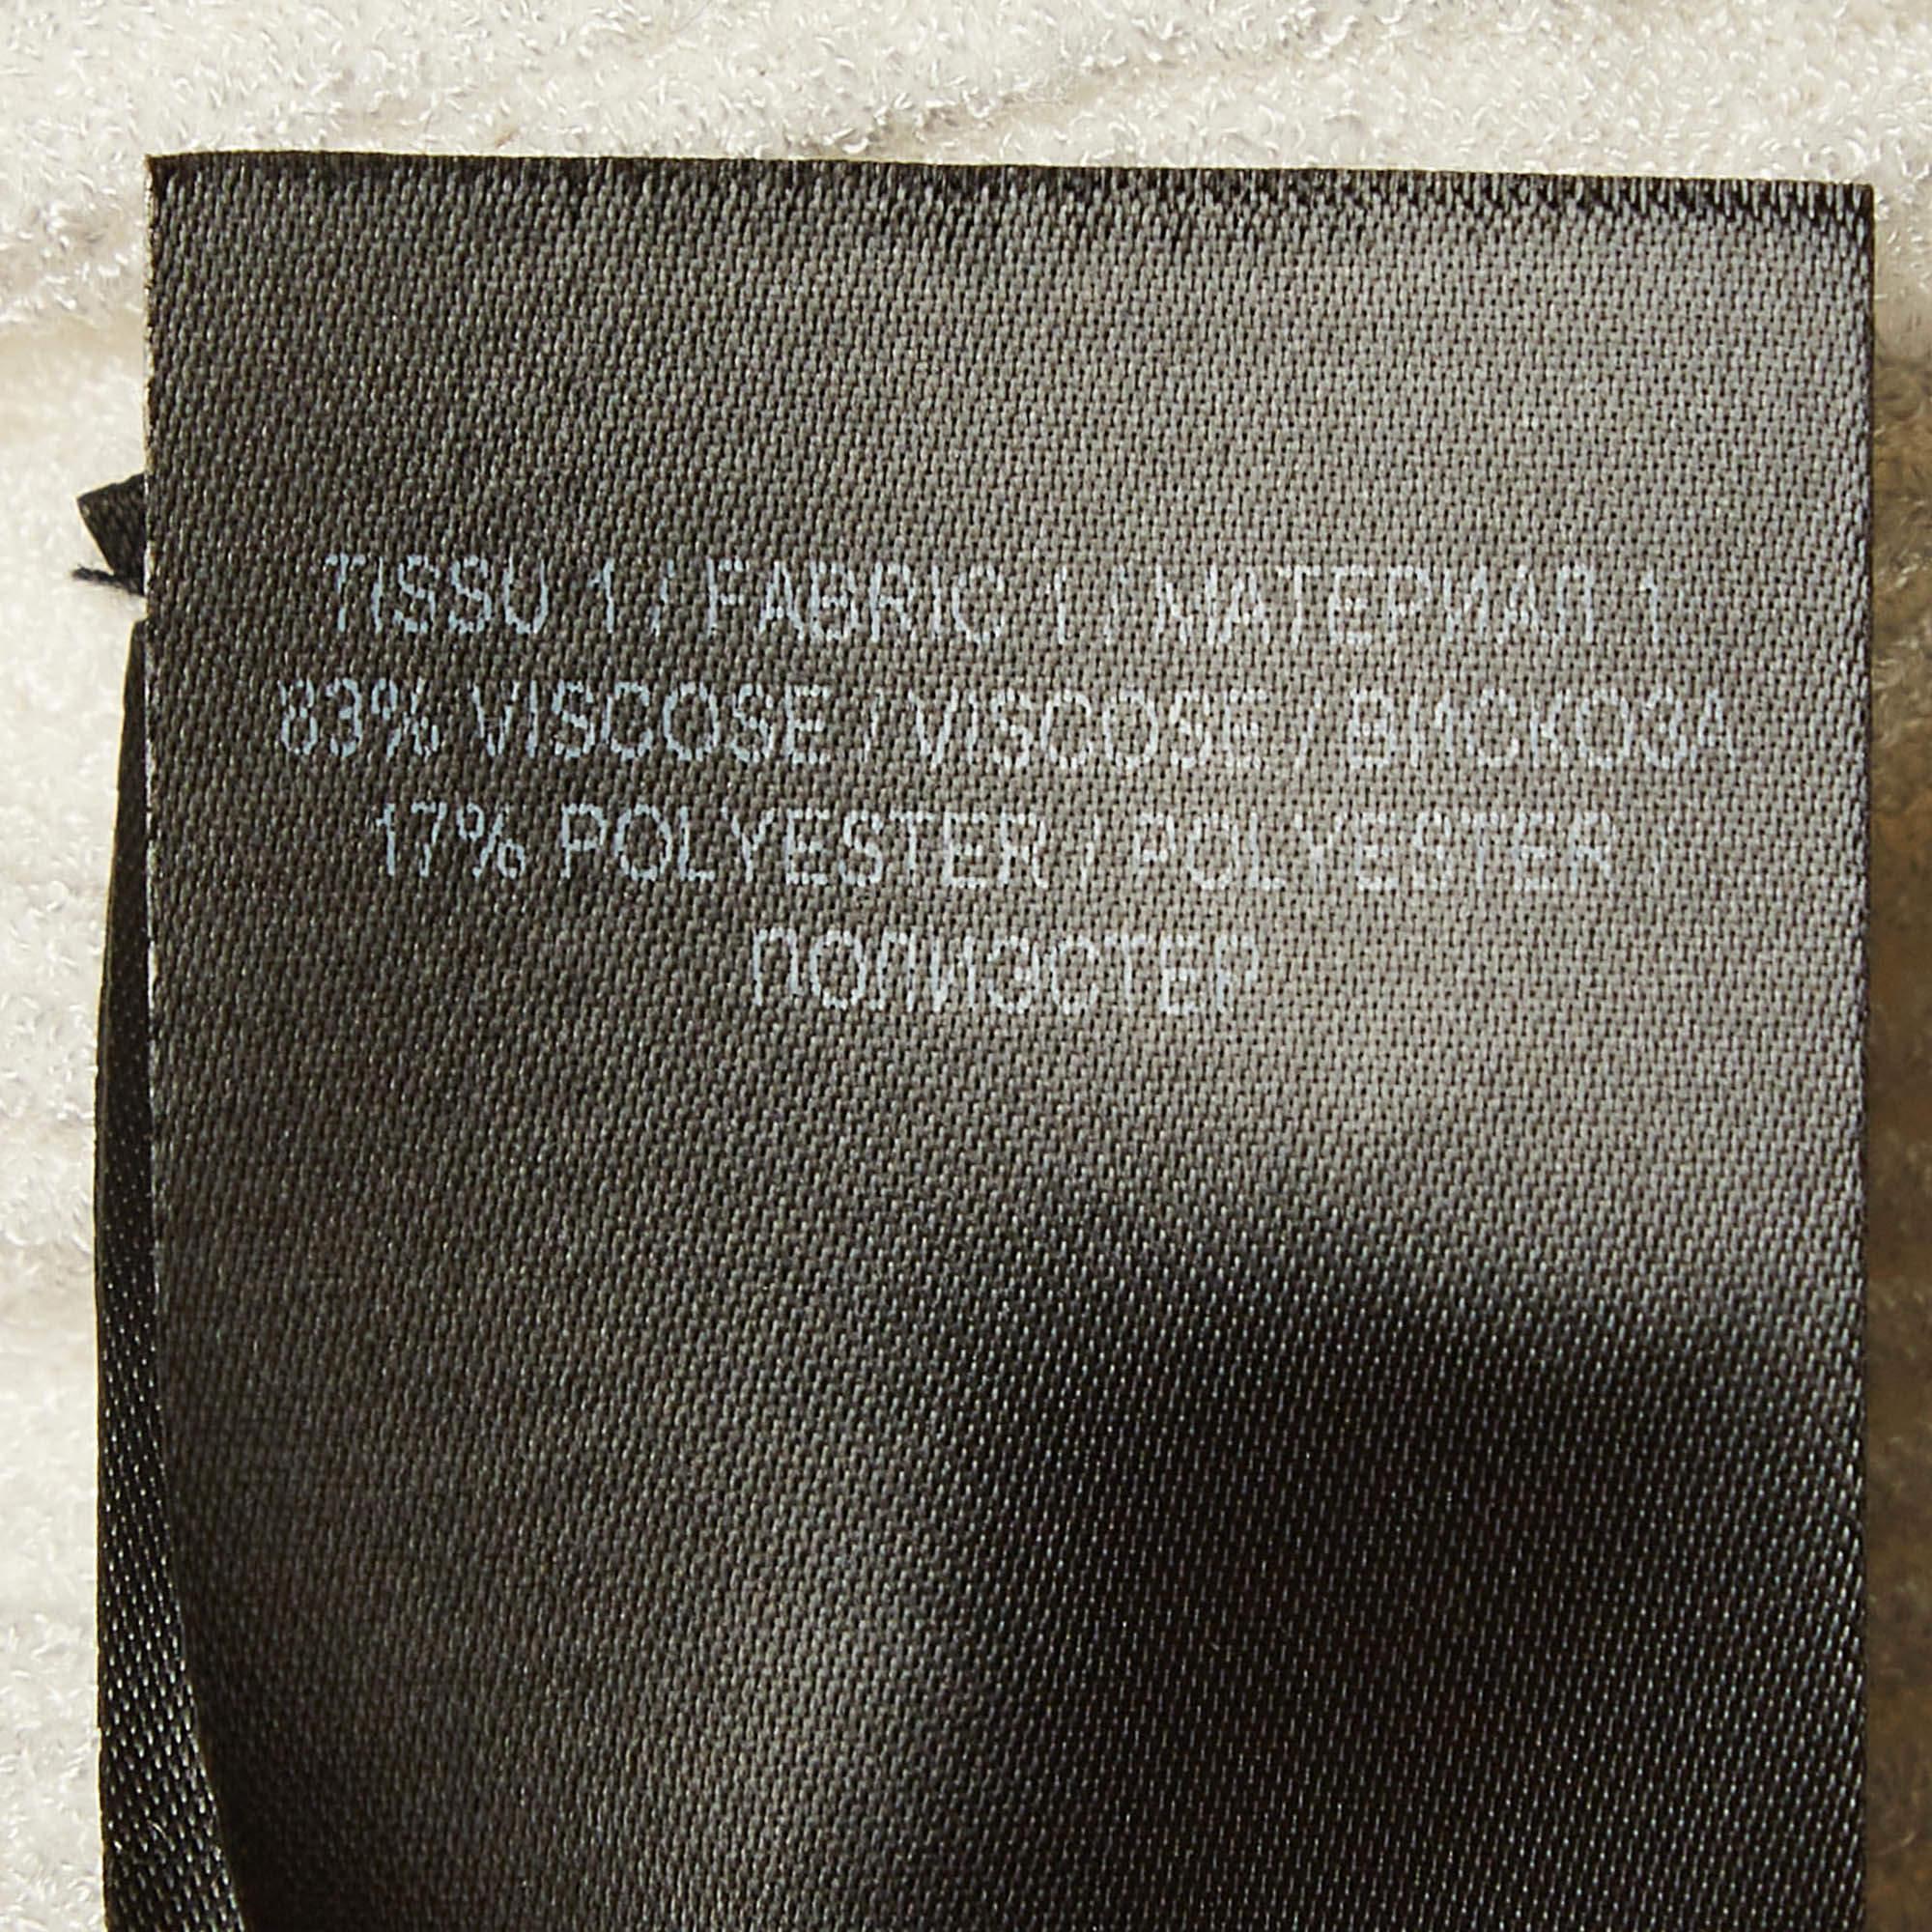 TISSU 1 / FABRIC 1 / МАТЕРИАЛ 1
83% VISCOSE / VISCOSE / ВИСКОЗА
17% POLYESTER / POLYESTER /
ПОЛИЭСТЕР